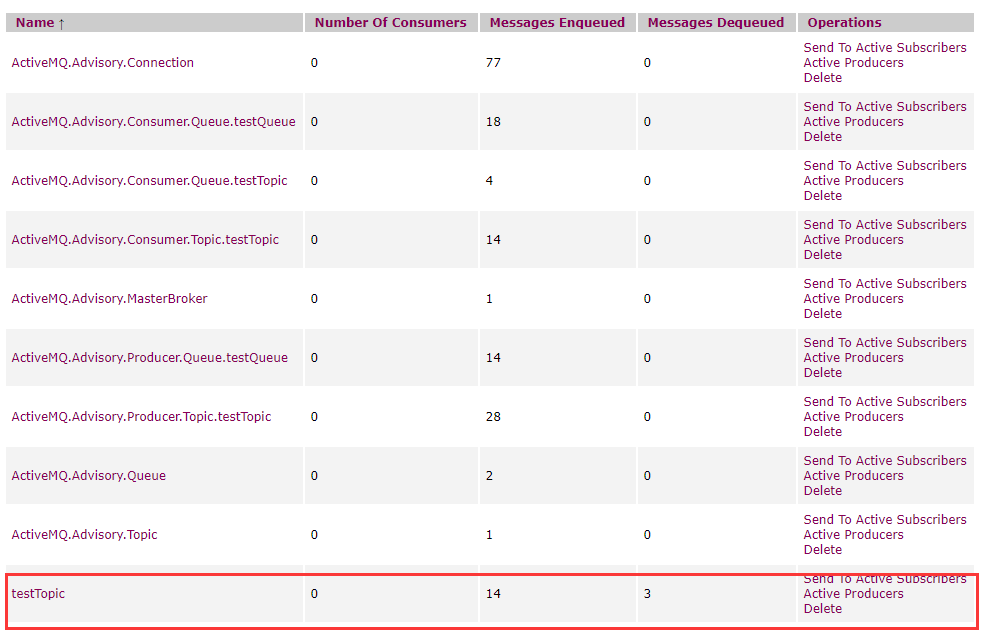 Name ↑ Number Of Consumers Messages Enqueued Messages Dequeued Operations
ActiveMQ.Advisory.Connection 0 77 0 Send To Active Subscribers
Active Producers
Delete
ActiveMQ.Advisory.Consumer.Queue.testQueue 0 18 0 Send To Active Subscribers
Active Producers
Delete
ActiveMQ.Advisory.Consumer.Queue.testTopic 0 4 0 Send To Active Subscribers
Active Producers
Delete
ActiveMQ.Advisory.Consumer.Topic.testTopic 0 14 0 Send To Active Subscribers
Active Producers
Delete
ActiveMQ.Advisory.MasterBroker 0 1 0 Send To Active Subscribers
Active Producers
Delete
ActiveMQ.Advisory.Producer.Queue.testQueue 0 14 0 Send To Active Subscribers
Active Producers
Delete
ActiveMQ.Advisory.Producer.Topic.testTopic 0 28 0 Send To Active Subscribers
Active Producers
Delete
ActiveMQ.Advisory.Queue 0 2 0 Send To Active Subscribers
Active Producers
Delete
ActiveMQ.Advisory.Topic 0 1 0 Send To Active Subscribers
Active Producers
Delete
testTopic 0 14 3 Send To Active Subscribers
Active Producers
Delete